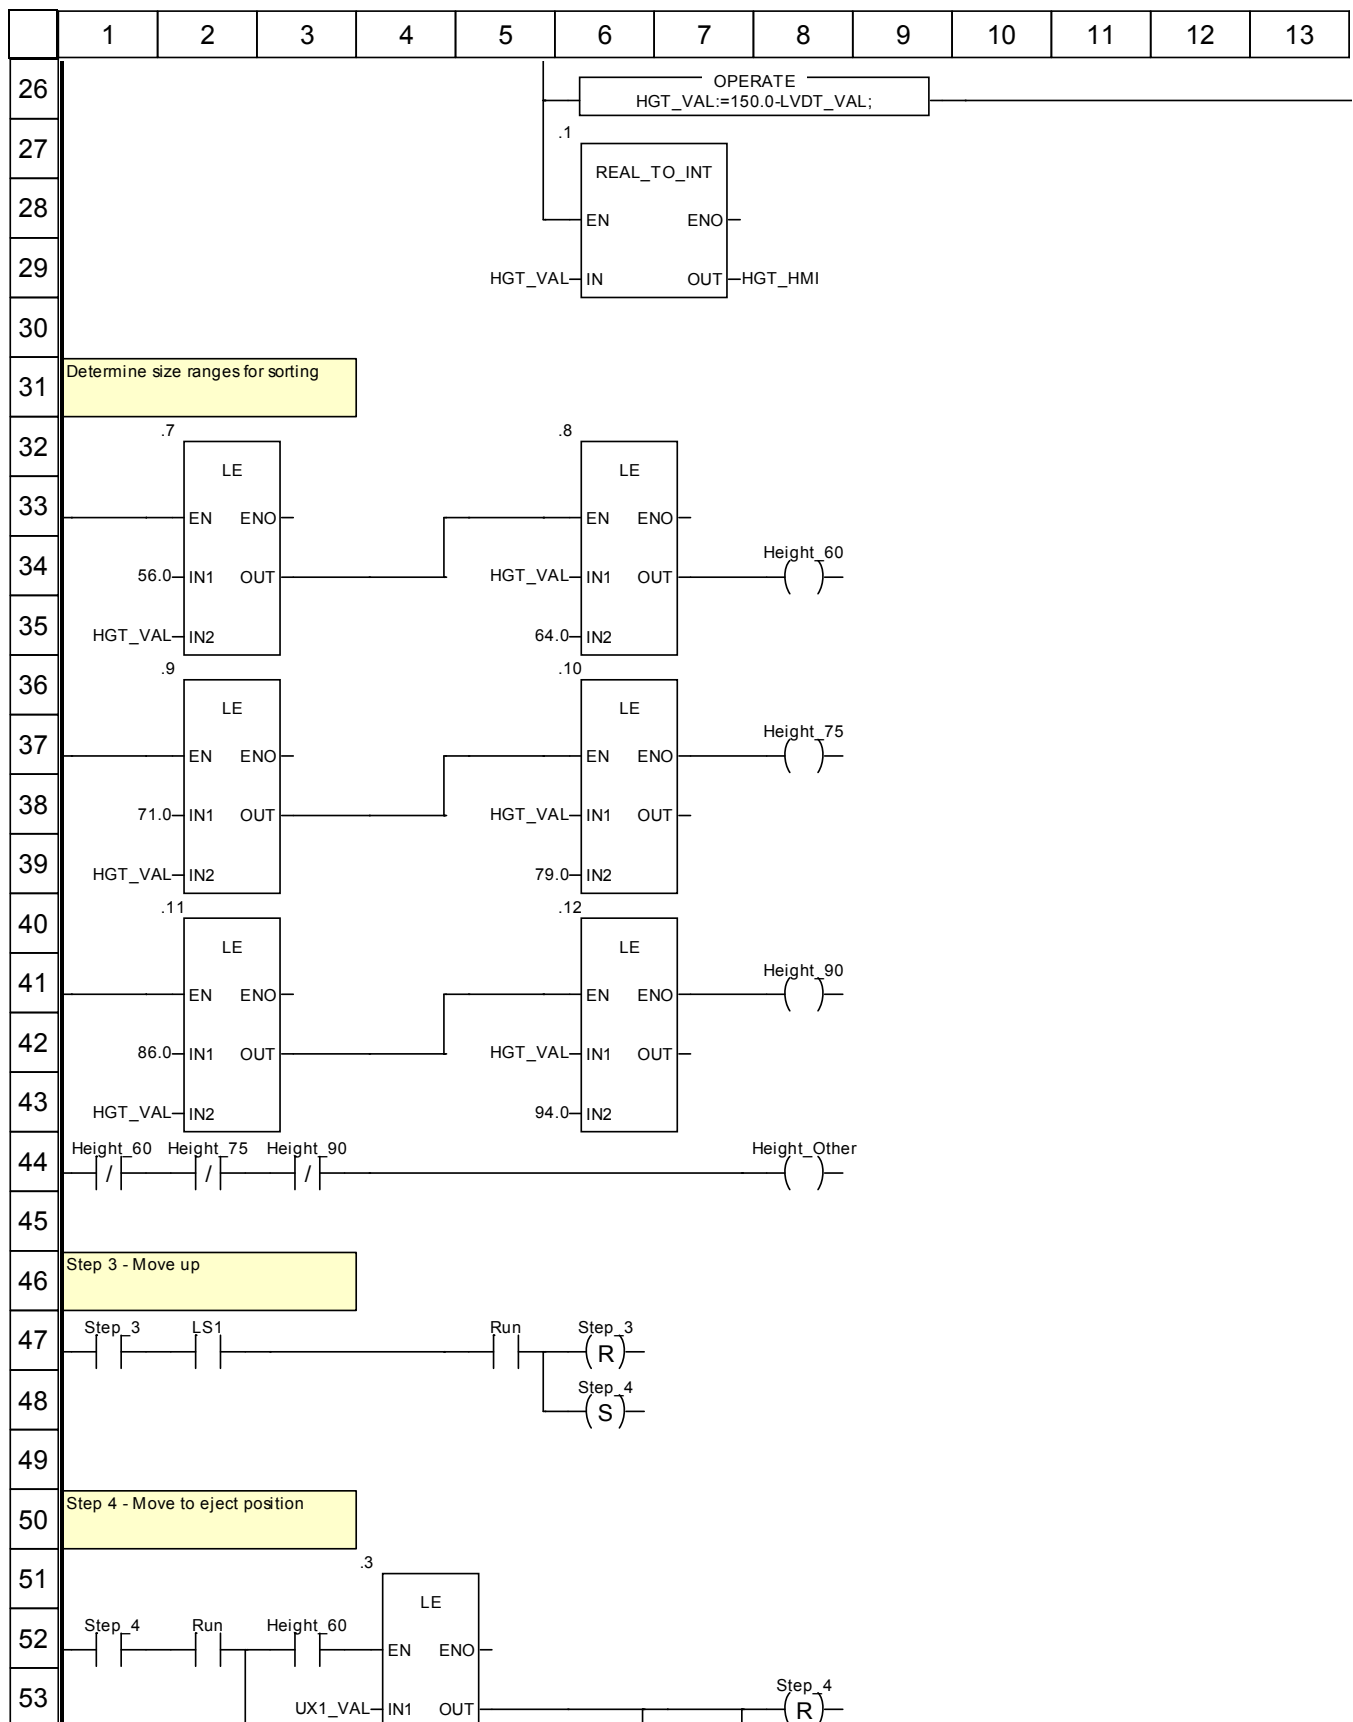 1 2 3 4 5 6 7 8 9 10 11 12 13
26 OPERATE
HGT_VAL:=150.0-LVDT_VAL;
27 .1
REAL_TO_INT
28 EN ENO
29 HGT_VAL IN OUT HGT_HMI
30
31 Determine size ranges for sorting
32 .7 .8
LE LE
33 EN ENO EN ENO
Height_60
34 56.0 IN1 OUT HGT_VAL IN1 OUT ( )
35 HGT_VAL IN2 64.0 IN2
36 .9 .10
LE LE
Height_75
37 EN ENO EN ENO ( )
38 71.0 IN1 OUT HGT_VAL IN1 OUT
39 HGT_VAL IN2 79.0 IN2
40 .11 .12
LE LE
Height_90
41 EN ENO EN ENO ( )
42 86.0 IN1 OUT HGT_VAL IN1 OUT
43 HGT_VAL IN2 94.0 IN2
Height_60 Height_75 Height_90 Height_Other
44 / / / ( )
45
46 Step 3 - Move up
Step_3 LS1 Run Step_3
47 (R)
Step_4
48 (S)
49
50 Step 4 - Move to eject position
51 .3
LE
Step_4 Run Height_60
52 EN ENO
Step_4
53 UX1_VAL IN1 OUT (R)